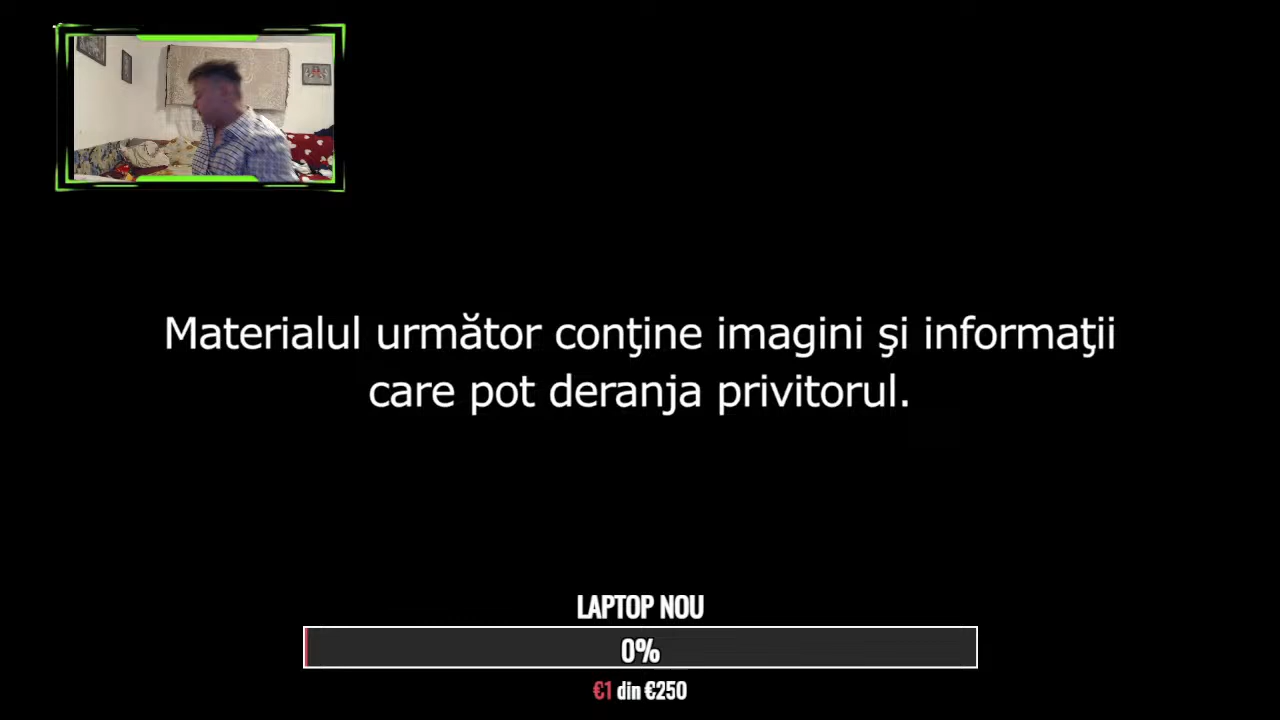 Materialul următor conţine imagini şi informaţii
care pot deranja privitorul.
LAPTOP NOU
0%
€1 din €250